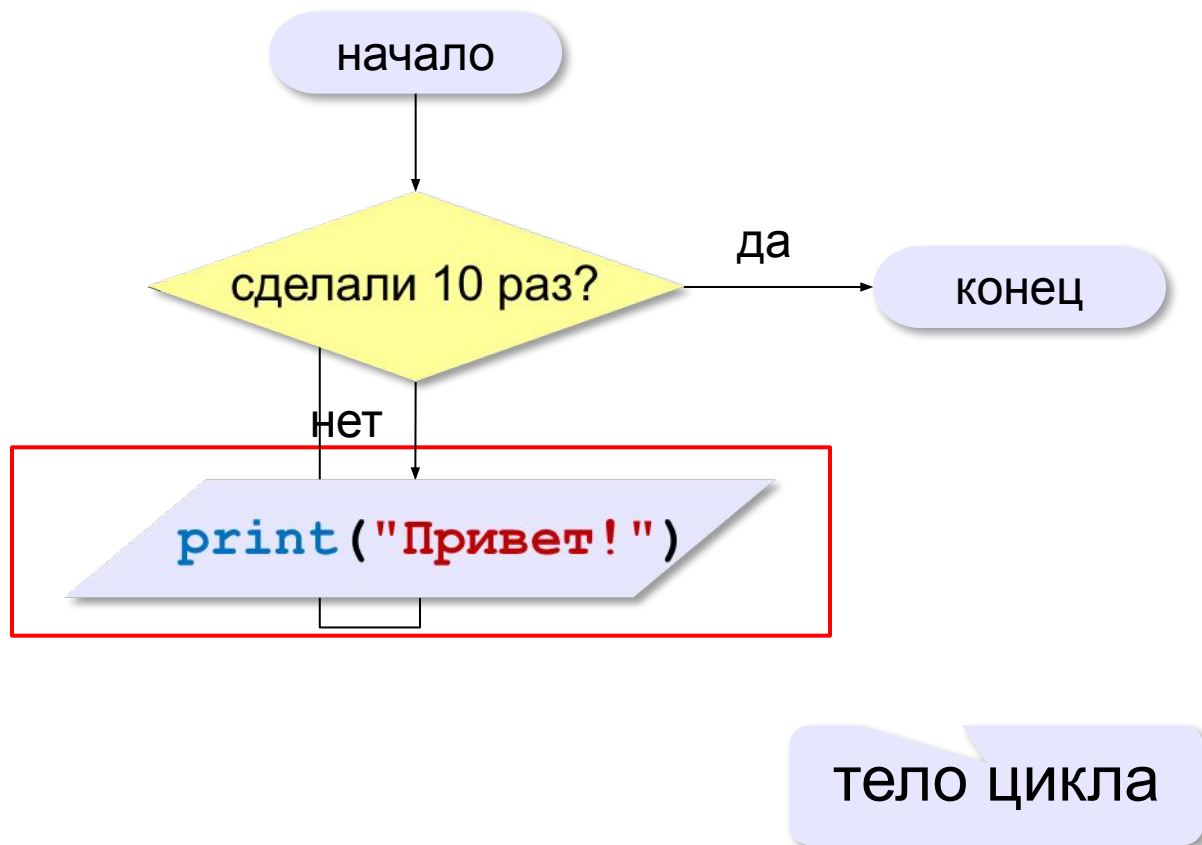 начало
да
сделали 10 раз?
конец
нет
print("Привет!")
тело цикла